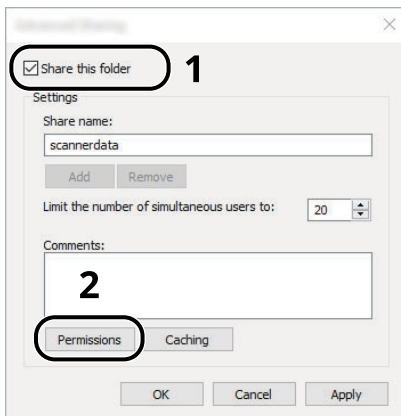 Share this folder
1
Settings
Share name:
scannerdata
Add Remove
Limit the number of simultaneous users to: 20
Comments:
2
Permissions Caching
OK Cancel Apply